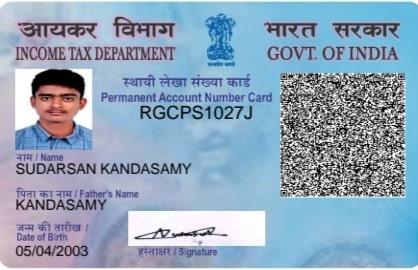 आयकर विभाग
INCOME TAX DEPARTMENT
भारत सरकार
GOVT. OF INDIA
स्थायी लेखा संख्या कार्ड
Permanent Account Number Card
RGCPS1027J
नाम / Name
SUDARSAN KANDASAMY
पिता का नाम / Father's Name
KANDASAMY
जन्म की तारीख /
Date of Birth
05/04/2003
हस्ताक्षर / Signature